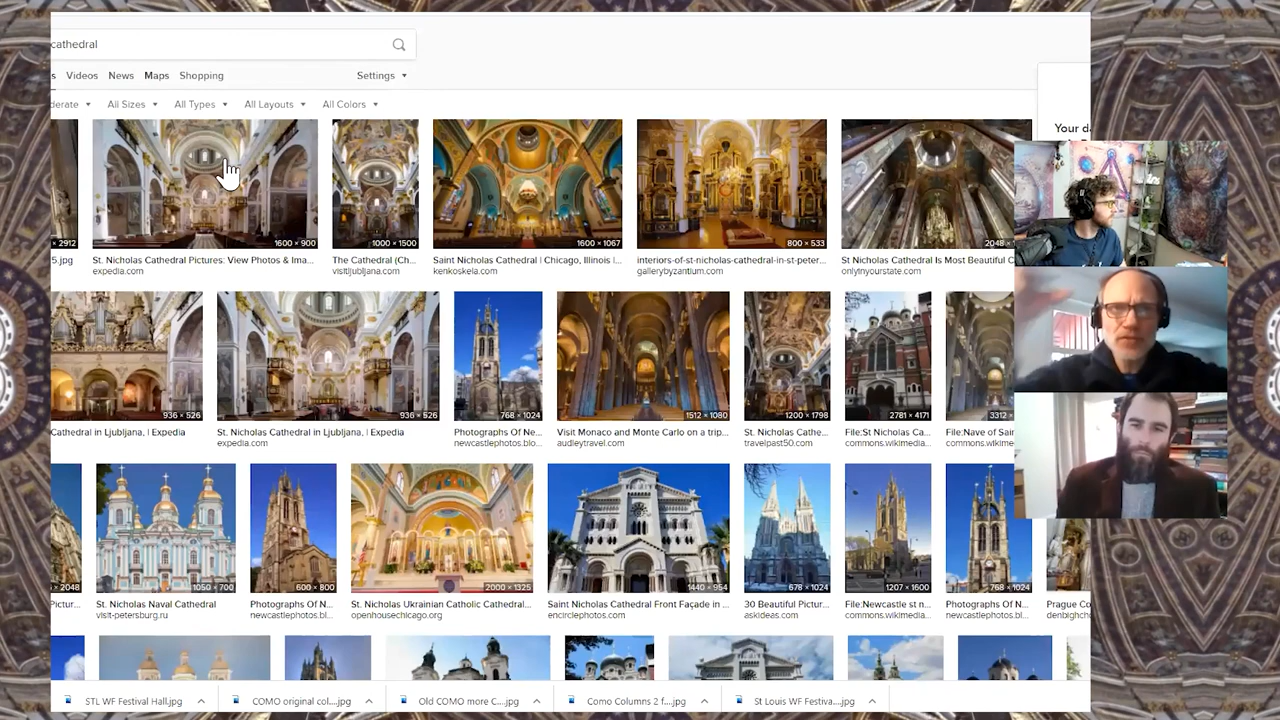 cathedral
s Videos News Maps Shopping Settings
derate All Sizes All Types All Layouts All Colors
Your da
× 2912 1600 × 900 1000 × 1500 1600 × 1067 800 × 533 2048 ×
5.jpg St. Nicholas Cathedral Pictures: View Photos & Ima... The Cathedral (Ch... Saint Nicholas Cathedral | Chicago, Illinois |... interiors-of-st-nicholas-cathedral-in-st-peter... St Nicholas Cathedral Is Most Beautiful C
expedia.com visitljubljana.com kenkoskela.com gallerybyzantium.com onlyinyourstate.com
936 × 526 936 × 526 768 × 1024 1512 × 1080 1200 × 1798 2781 × 4171 3312 ×
Cathedral in Ljubljana, | Expedia St. Nicholas Cathedral in Ljubljana, | Expedia Photographs Of Ne... Visit Monaco and Monte Carlo on a trip... St. Nicholas Cathe... File:St Nicholas Ca... File:Nave of Sain
expedia.com newcastlephotos.blo... audleytravel.com travelpast50.com commons.wikimedia... commons.wikime
× 2048 1050 × 700 600 × 800 2000 × 1325 1440 × 954 678 × 1024 1207 × 1600 768 × 1024
Pictur... St. Nicholas Naval Cathedral Photographs Of N... St. Nicholas Ukrainian Catholic Cathedral... Saint Nicholas Cathedral Front Façade in ... 30 Beautiful Pictur... File:Newcastle st n... Photographs Of N... Prague Co
visit-petersburg.ru newcastlephotos.bl... openhousechicago.org encirclephotos.com askideas.com commons.wikimedia... newcastlephotos.bl... denbighch
STL WF Festival Hall.jpg COMO original col....jpg Old COMO more C....jpg Como Columns 2 f....jpg St Louis WF Festiva....jpg